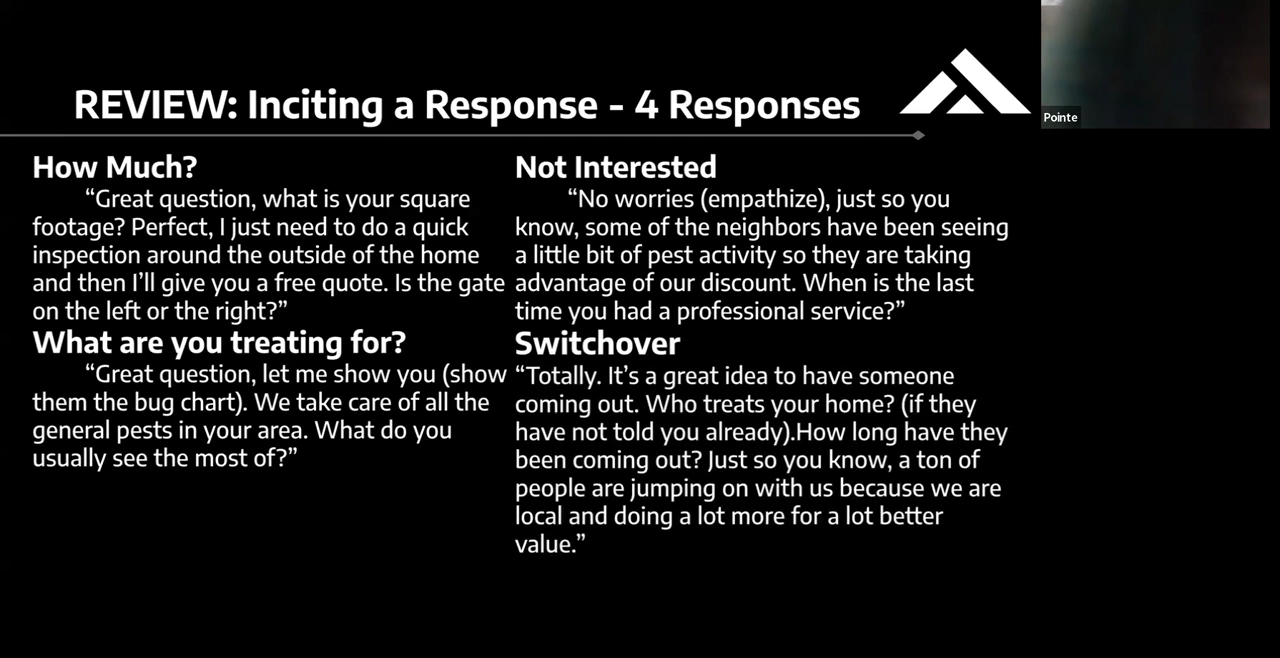 REVIEW: Inciting a Response - 4 Responses
Pointe
How Much?
“Great question, what is your square
footage? Perfect, I just need to do a quick
inspection around the outside of the home
and then I’ll give you a free quote. Is the gate
on the left or the right?”
What are you treating for?
“Great question, let me show you (show
them the bug chart). We take care of all the
general pests in your area. What do you
usually see the most of?”
Not Interested
“No worries (empathize), just so you
know, some of the neighbors have been seeing
a little bit of pest activity so they are taking
advantage of our discount. When is the last
time you had a professional service?”
Switchover
“Totally. It’s a great idea to have someone
coming out. Who treats your home? (if they
have not told you already).How long have they
been coming out? Just so you know, a ton of
people are jumping on with us because we are
local and doing a lot more for a lot better
value.”